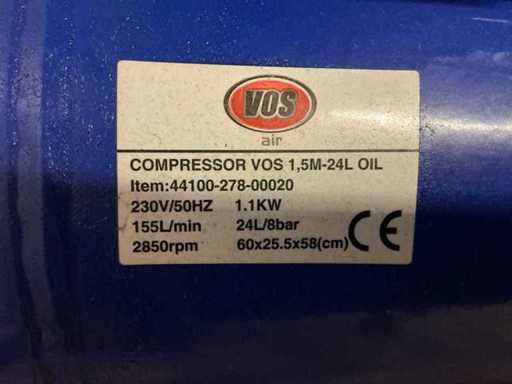 VOS
air
COMPRESSOR VOS 1,5M-24L OIL
Item:44100-278-00020
230V/50HZ 1.1KW
155L/min 24L/8bar
2850rpm 60x25.5x58(cm)
CE